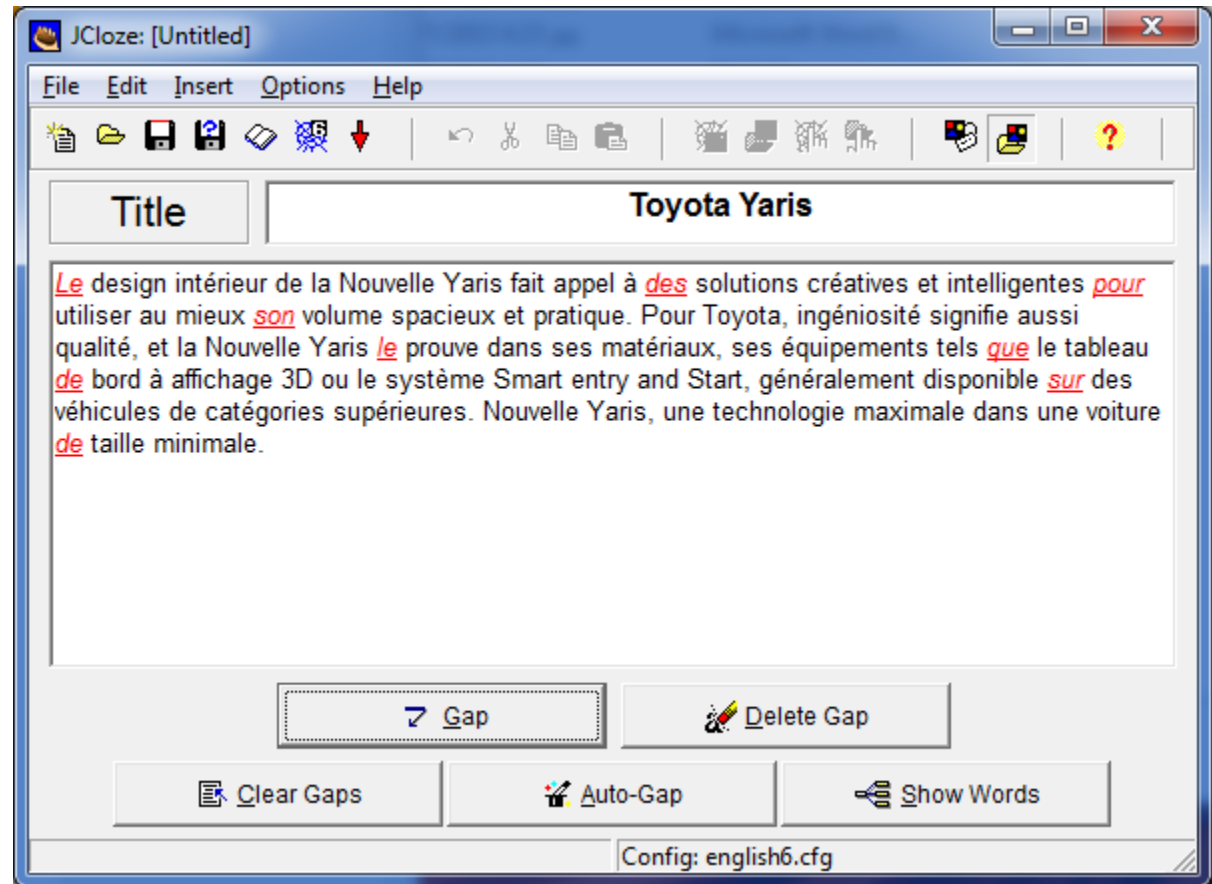 JCloze: [Untitled]
File Edit Insert Options Help
Title
Toyota Yaris
Le design intérieur de la Nouvelle Yaris fait appel à des solutions créatives et intelligentes pour
utiliser au mieux son volume spacieux et pratique. Pour Toyota, ingéniosité signifie aussi
qualité, et la Nouvelle Yaris le prouve dans ses matériaux, ses équipements tels que le tableau
de bord à affichage 3D ou le système Smart entry and Start, généralement disponible sur des
véhicules de catégories supérieures. Nouvelle Yaris, une technologie maximale dans une voiture
de taille minimale.
Gap
Delete Gap
Clear Gaps
Auto-Gap
Show Words
Config: english6.cfg